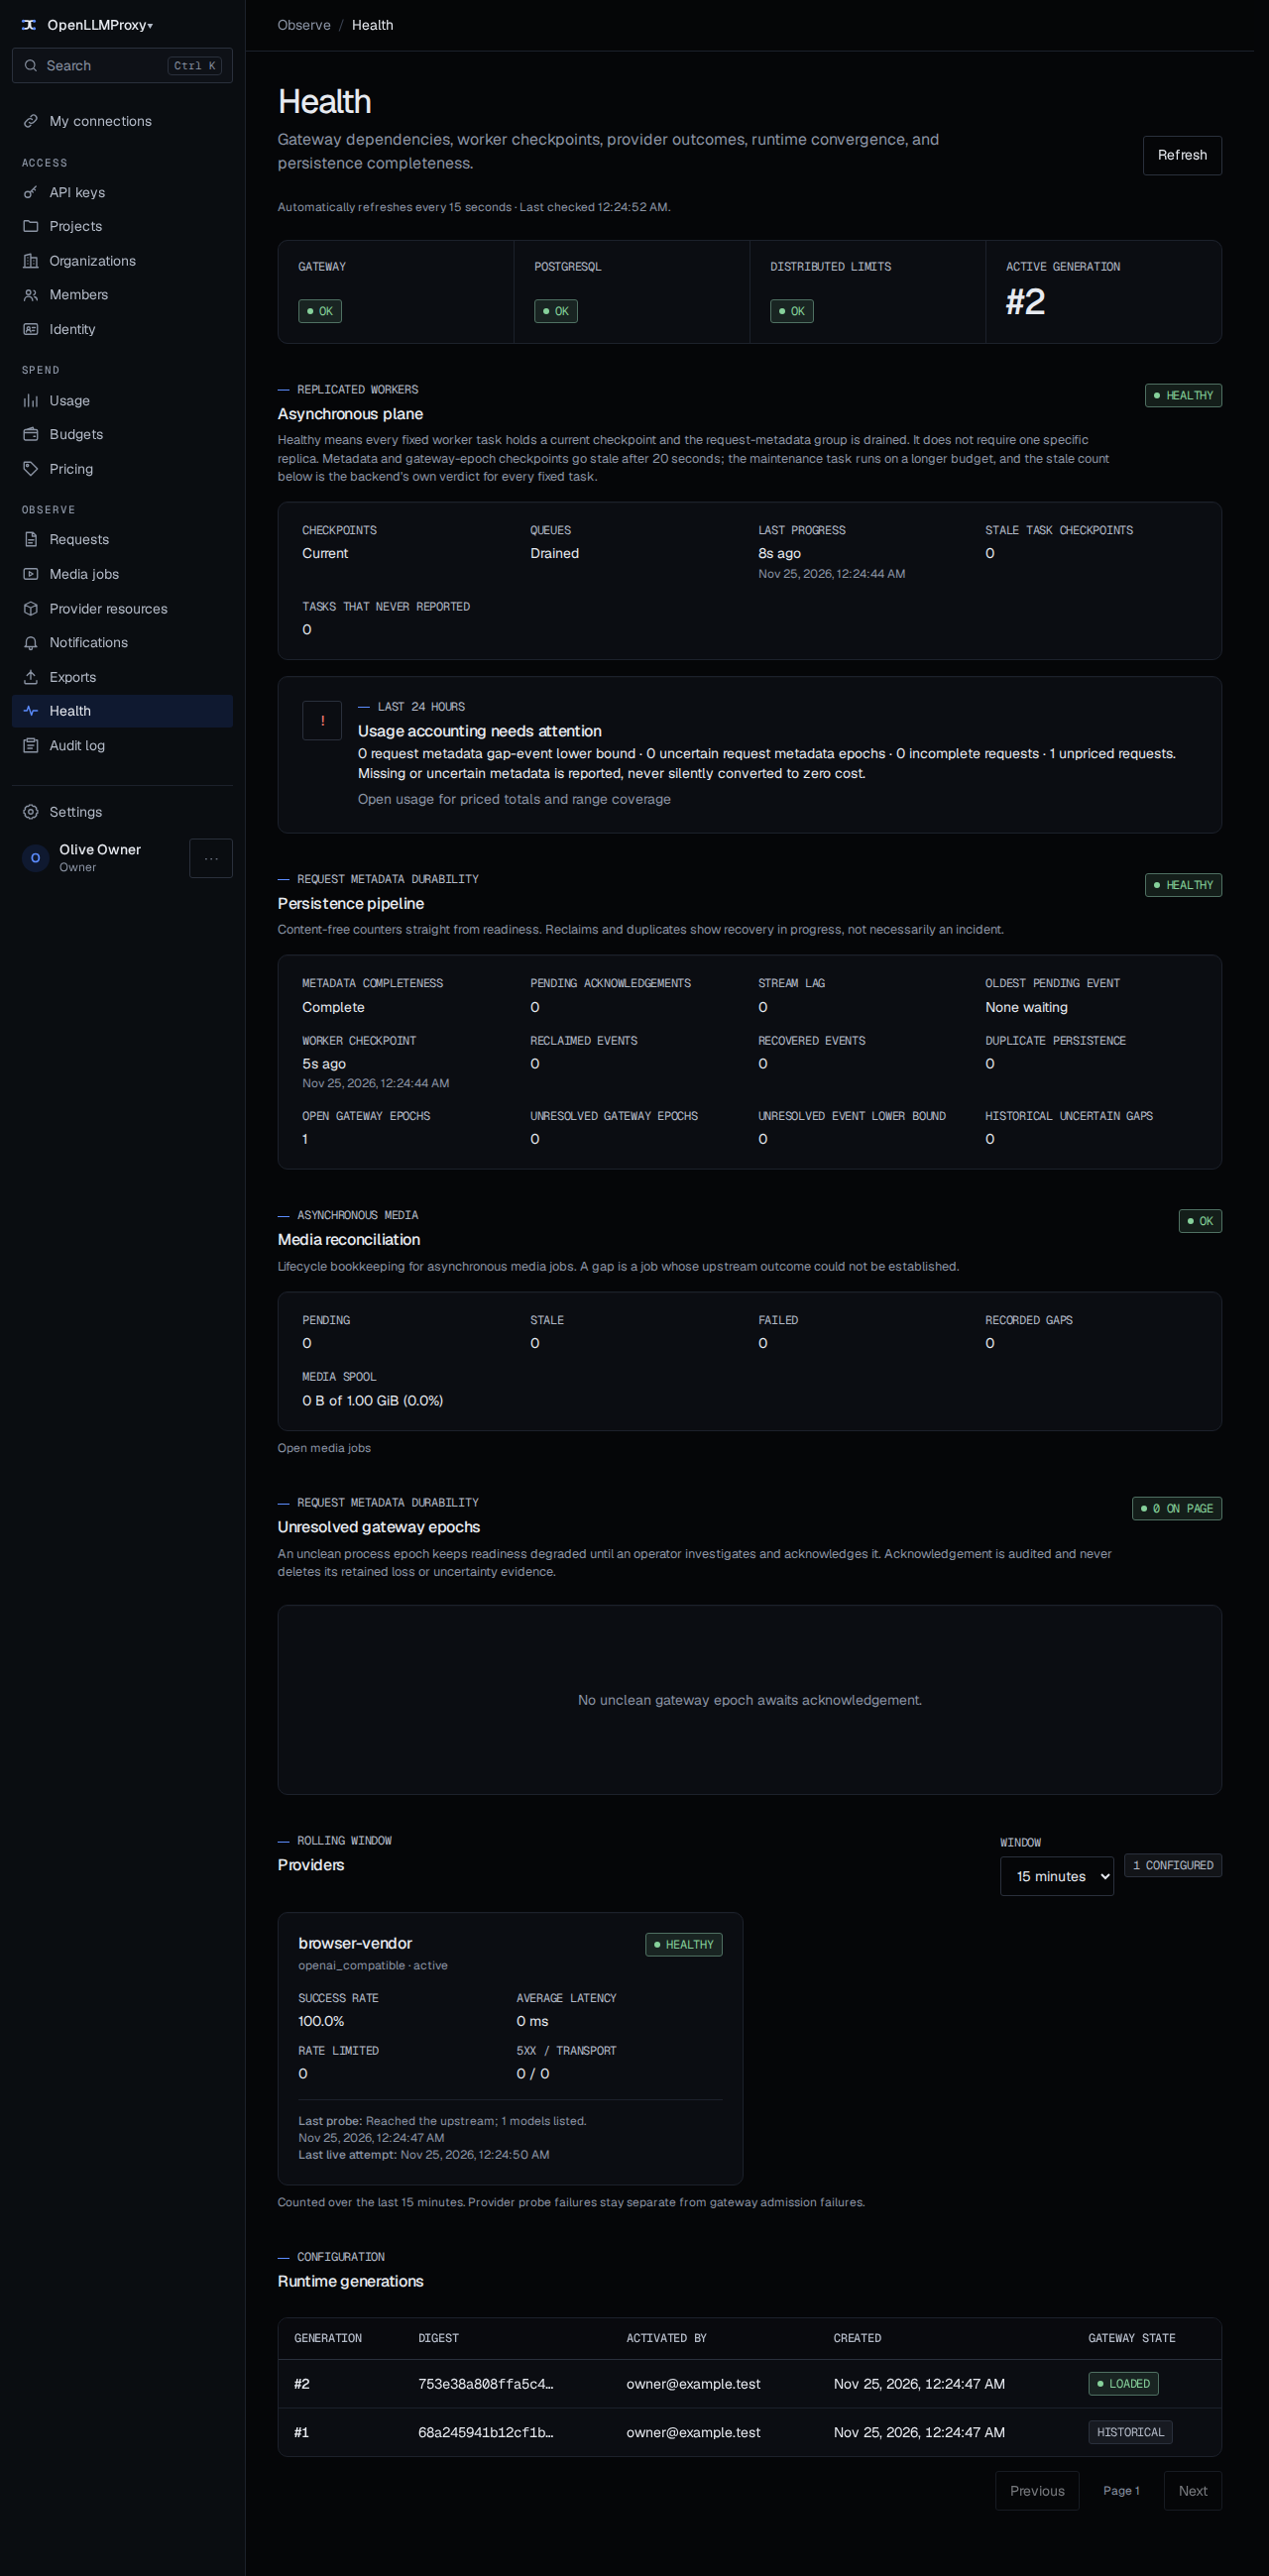 OpenLLMProxy▾
Search Ctrl K
My connections
ACCESS
API keys
Projects
Organizations
Members
Identity
SPEND
Usage
Budgets
Pricing
OBSERVE
Requests
Media jobs
Provider resources
Notifications
Exports
Health
Audit log
Settings
O Olive Owner
Owner
...
Observe / Health
Health
Gateway dependencies, worker checkpoints, provider outcomes, runtime convergence, and
persistence completeness.
Refresh
Automatically refreshes every 15 seconds · Last checked 12:24:52 AM.
GATEWAY POSTGRESQL DISTRIBUTED LIMITS ACTIVE GENERATION
OK OK OK #2
— REPLICATED WORKERS
HEALTHY
Asynchronous plane
Healthy means every fixed worker task holds a current checkpoint and the request-metadata group is drained. It does not require one specific
replica. Metadata and gateway-epoch checkpoints go stale after 20 seconds; the maintenance task runs on a longer budget, and the stale count
below is the backend's own verdict for every fixed task.
CHECKPOINTS QUEUES LAST PROGRESS STALE TASK CHECKPOINTS
Current Drained 8s ago 0
Nov 25, 2026, 12:24:44 AM
TASKS THAT NEVER REPORTED
0
!
— LAST 24 HOURS
Usage accounting needs attention
0 request metadata gap-event lower bound · 0 uncertain request metadata epochs · 0 incomplete requests · 1 unpriced requests.
Missing or uncertain metadata is reported, never silently converted to zero cost.
Open usage for priced totals and range coverage
— REQUEST METADATA DURABILITY
HEALTHY
Persistence pipeline
Content-free counters straight from readiness. Reclaims and duplicates show recovery in progress, not necessarily an incident.
METADATA COMPLETENESS PENDING ACKNOWLEDGEMENTS STREAM LAG OLDEST PENDING EVENT
Complete 0 0 None waiting
WORKER CHECKPOINT RECLAIMED EVENTS RECOVERED EVENTS DUPLICATE PERSISTENCE
5s ago 0 0 0
Nov 25, 2026, 12:24:44 AM
OPEN GATEWAY EPOCHS UNRESOLVED GATEWAY EPOCHS UNRESOLVED EVENT LOWER BOUND HISTORICAL UNCERTAIN GAPS
1 0 0 0
— ASYNCHRONOUS MEDIA
OK
Media reconciliation
Lifecycle bookkeeping for asynchronous media jobs. A gap is a job whose upstream outcome could not be established.
PENDING STALE FAILED RECORDED GAPS
0 0 0 0
MEDIA SPOOL
0 B of 1.00 GiB (0.0%)
Open media jobs
— REQUEST METADATA DURABILITY
0 ON PAGE
Unresolved gateway epochs
An unclean process epoch keeps readiness degraded until an operator investigates and acknowledges it. Acknowledgement is audited and never
deletes its retained loss or uncertainty evidence.
No unclean gateway epoch awaits acknowledgement.
— ROLLING WINDOW
Providers
WINDOW
15 minutes
1 CONFIGURED
browser-vendor
HEALTHY
openai_compatible · active
SUCCESS RATE AVERAGE LATENCY
100.0% 0 ms
RATE LIMITED 5XX / TRANSPORT
0 0 / 0
Last probe: Reached the upstream; 1 models listed.
Nov 25, 2026, 12:24:47 AM
Last live attempt: Nov 25, 2026, 12:24:50 AM
Counted over the last 15 minutes. Provider probe failures stay separate from gateway admission failures.
— CONFIGURATION
Runtime generations
GENERATION DIGEST ACTIVATED BY CREATED GATEWAY STATE
#2 753e38a808ffa5c4… owner@example.test Nov 25, 2026, 12:24:47 AM LOADED
#1 68a245941b12cf1b… owner@example.test Nov 25, 2026, 12:24:47 AM HISTORICAL
Previous Page 1 Next